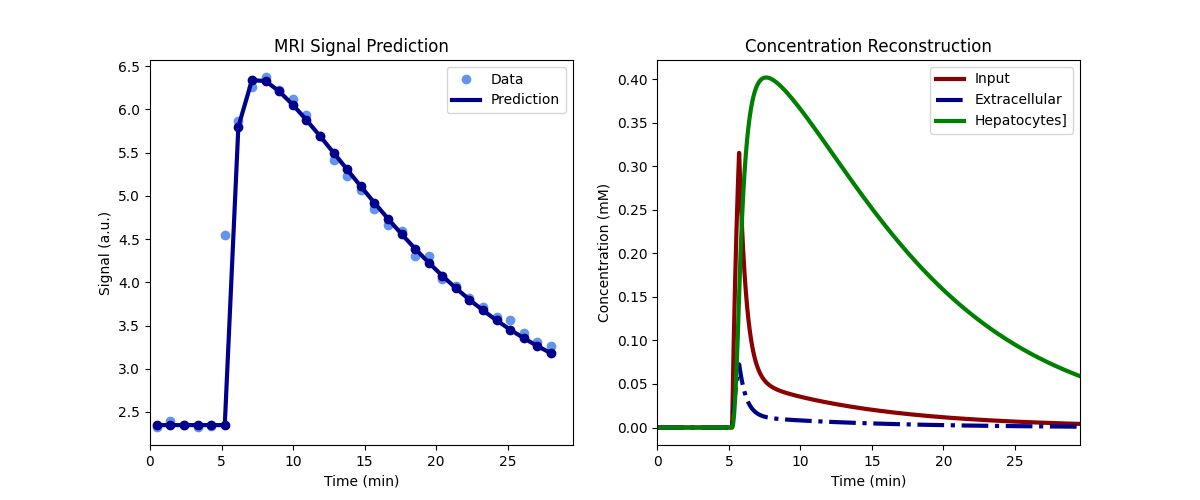 MRI Signal Prediction
Signal (a.u.)
6.5
6.0
5.5
5.0
4.5
4.0
3.5
3.0
2.5
Data
Prediction
0 5 10 15 20 25
Time (min)
Concentration Reconstruction
Concentration (mM)
0.40
0.35
0.30
0.25
0.20
0.15
0.10
0.05
0.00
Input
Extracellular
Hepatocytes]
0 5 10 15 20 25
Time (min)